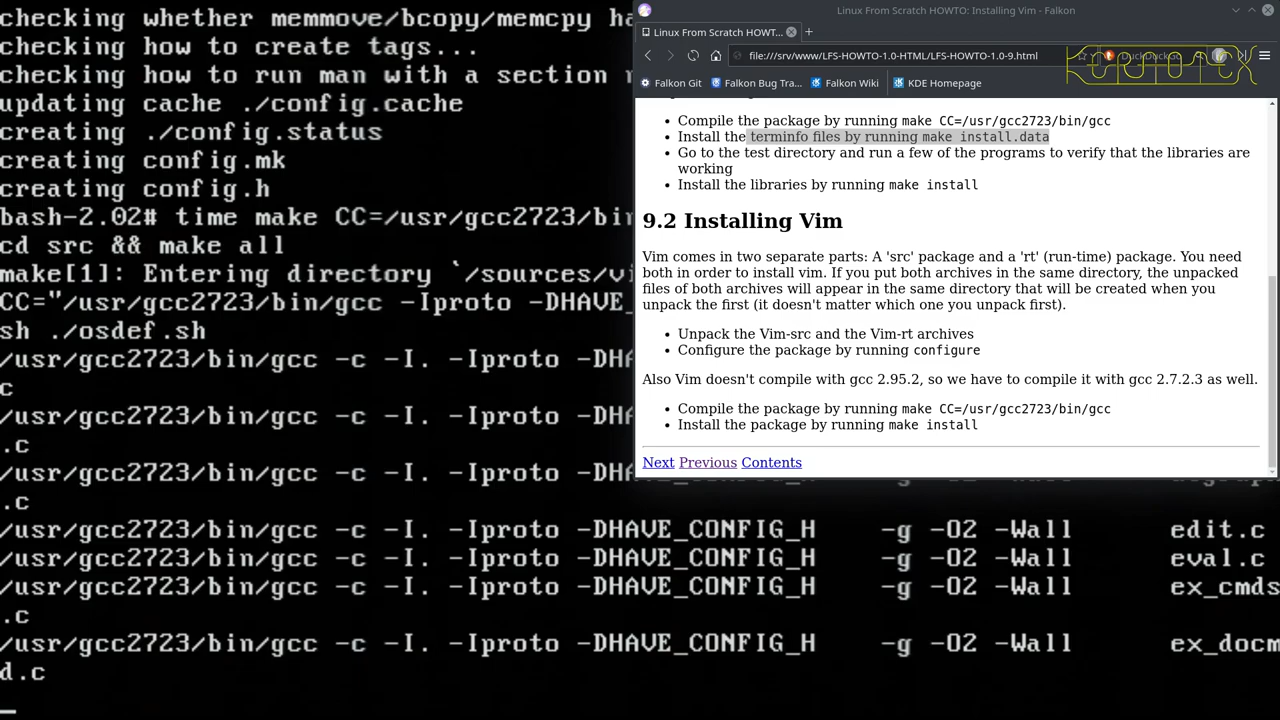 checking whether memmove/bcopy/memcpy ha
checking how to create tags...
checking how to run man with a section
updating cache ./config.cache
creating ./config.status
creating config.mk
creating config.h
bash-2.02# time make CC=/usr/gcc2723/bin
cd src && make all
make[1]: Entering directory `/sources/vi
CC="/usr/gcc2723/bin/gcc -Iproto -DHAVE_
sh ./osdef.sh
/usr/gcc2723/bin/gcc -c -I. -Iproto -DH
c
/usr/gcc2723/bin/gcc -c -I. -Iproto -DH
.c
/usr/gcc2723/bin/gcc -c -I. -Iproto -DH
.c
/usr/gcc2723/bin/gcc -c -I. -Iproto -DHAVE_CONFIG_H -g -O2 -Wall edit.c
/usr/gcc2723/bin/gcc -c -I. -Iproto -DHAVE_CONFIG_H -g -O2 -Wall eval.c
/usr/gcc2723/bin/gcc -c -I. -Iproto -DHAVE_CONFIG_H -g -O2 -Wall ex_cmds
.c
/usr/gcc2723/bin/gcc -c -I. -Iproto -DHAVE_CONFIG_H -g -O2 -Wall ex_docm
d.c
Linux From Scratch HOWTO: Installing Vim - Falkon
Linux From Scratch HOWT...
file:///srv/www/LFS-HOWTO-1.0-HTML/LFS-HOWTO-1.0-9.html
Falkon Git Falkon Bug Tra... Falkon Wiki KDE Homepage
Compile the package by running make CC=/usr/gcc2723/bin/gcc
Install the terminfo files by running make install.data
Go to the test directory and run a few of the programs to verify that the libraries are
working
Install the libraries by running make install
9.2 Installing Vim
Vim comes in two separate parts: A 'src' package and a 'rt' (run-time) package. You need
both in order to install vim. If you put both archives in the same directory, the unpacked
files of both archives will appear in the same directory that will be created when you
unpack the first (it doesn't matter which one you unpack first).
Unpack the Vim-src and the Vim-rt archives
Configure the package by running configure
Also Vim doesn't compile with gcc 2.95.2, so we have to compile it with gcc 2.7.2.3 as well.
Compile the package by running make CC=/usr/gcc2723/bin/gcc
Install the package by running make install
Next Previous Contents